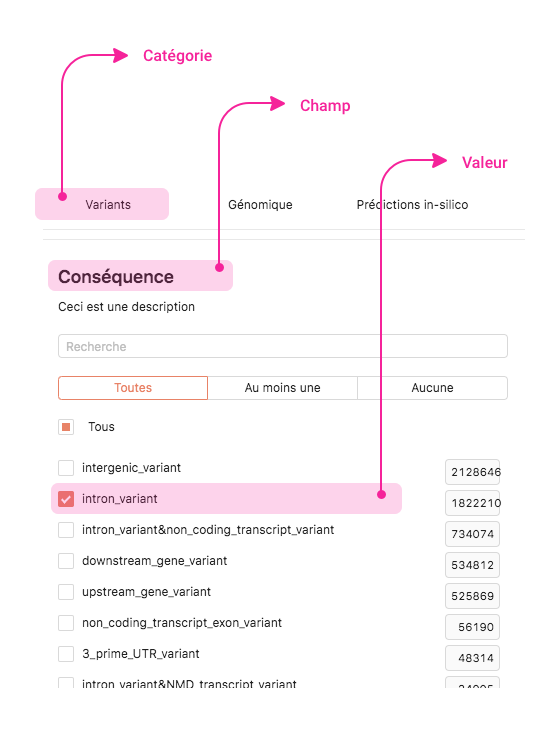 Catégorie
Champ
Valeur
Variants Génomique Prédictions in-silico
Conséquence
Ceci est une description
Recherche
Toutes Au moins une Aucune
Tous
intergenic_variant 2128646
intron_variant 1822210
intron_variant&non_coding_transcript_variant 734074
downstream_gene_variant 534812
upstream_gene_variant 525869
non_coding_transcript_exon_variant 56190
3_prime_UTR_variant 48314
intron_variant&NMD_transcript_variant